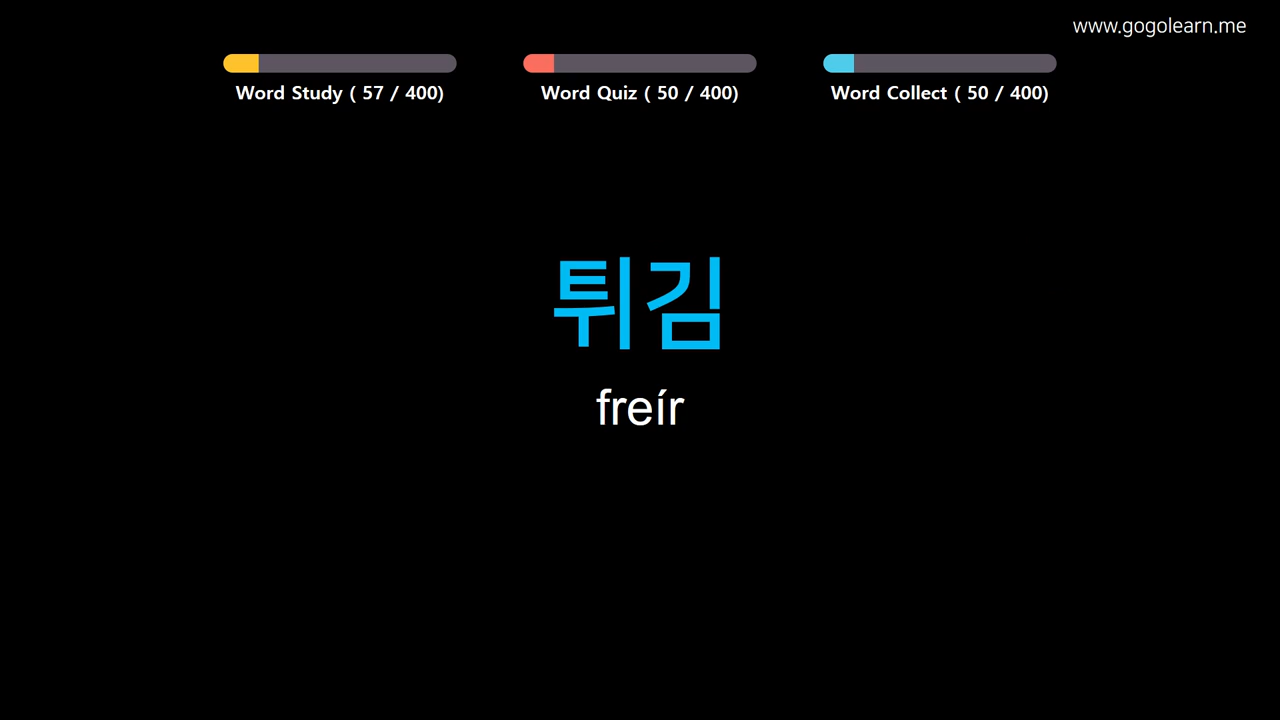 www.gogolearn.me
Word Study ( 57 / 400)
Word Quiz ( 50 / 400)
Word Collect ( 50 / 400)
튀김
freír